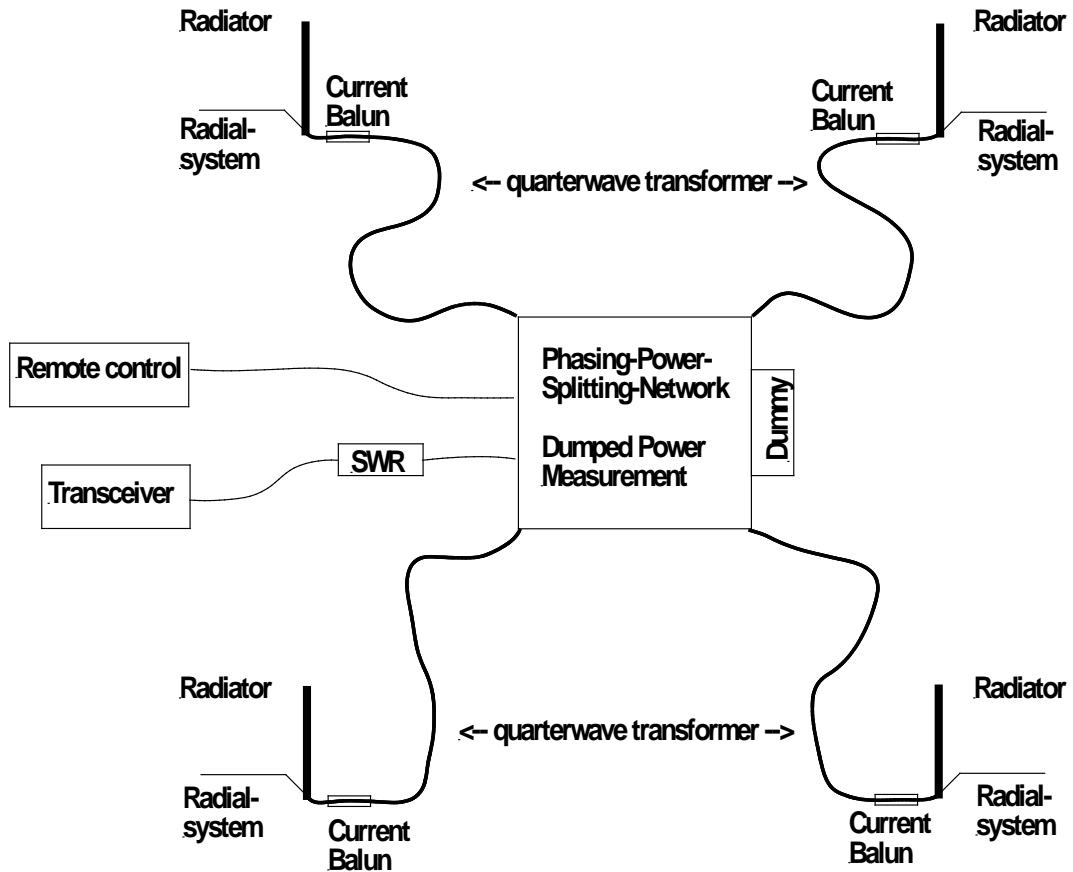 Radiator
Radiator
Current
Balun
Current
Balun
Radial-
system
Radial-
system
<-- quarterwave transformer -->
Remote control
Phasing-Power-
Splitting-Network
Dummy
Dumped Power
Measurement
SWR
Transceiver
Radiator
Radiator
<-- quarterwave transformer -->
Radial-
system
Radial-
system
Current
Balun
Current
Balun